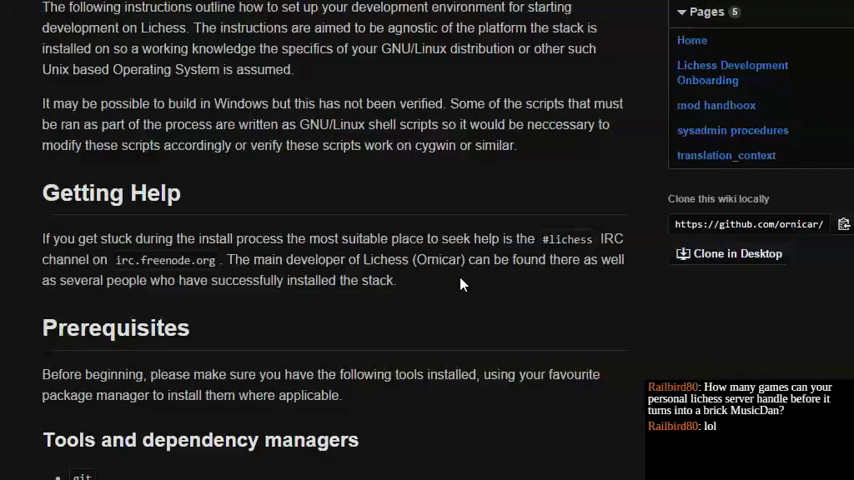 The following instructions outline how to set up your development environment for starting
development on Lichess. The instructions are aimed to be agnostic of the platform the stack is
installed on so a working knowledge the specifics of your GNU/Linux distribution or other such
Unix based Operating System is assumed.
It may be possible to build in Windows but this has not been verified. Some of the scripts that must
be ran as part of the process are written as GNU/Linux shell scripts so it would be neccessary to
modify these scripts accordingly or verify these scripts work on cygwin or similar.
Getting Help
If you get stuck during the install process the most suitable place to seek help is the #lichess IRC
channel on irc.freenode.org . The main developer of Lichess (Ornicar) can be found there as well
as several people who have successfully installed the stack.
Prerequisites
Before beginning, please make sure you have the following tools installed, using your favourite
package manager to install them where applicable.
Tools and dependency managers
git
Pages 5
Home
Lichess Development
Onboarding
mod handboox
sysadmin procedures
translation_context
Clone this wiki locally
https://github.com/ornicar/
Clone in Desktop
Railbird80: How many games can your
personal lichess server handle before it
turns into a brick MusicDan?
Railbird80: lol